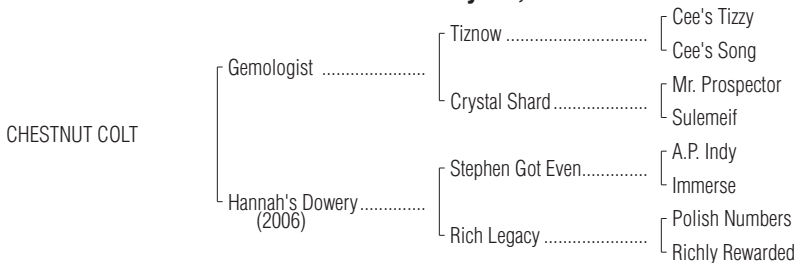 Cee's Tizzy
Tiznow ..............................
Cee's Song
Gemologist ......................
Mr. Prospector
Crystal Shard....................
Sulemeif
CHESTNUT COLT
A.P. Indy
Stephen Got Even..............
Immerse
Hannah's Dowery..............
(2006)
Polish Numbers
Rich Legacy ......................
Richly Rewarded